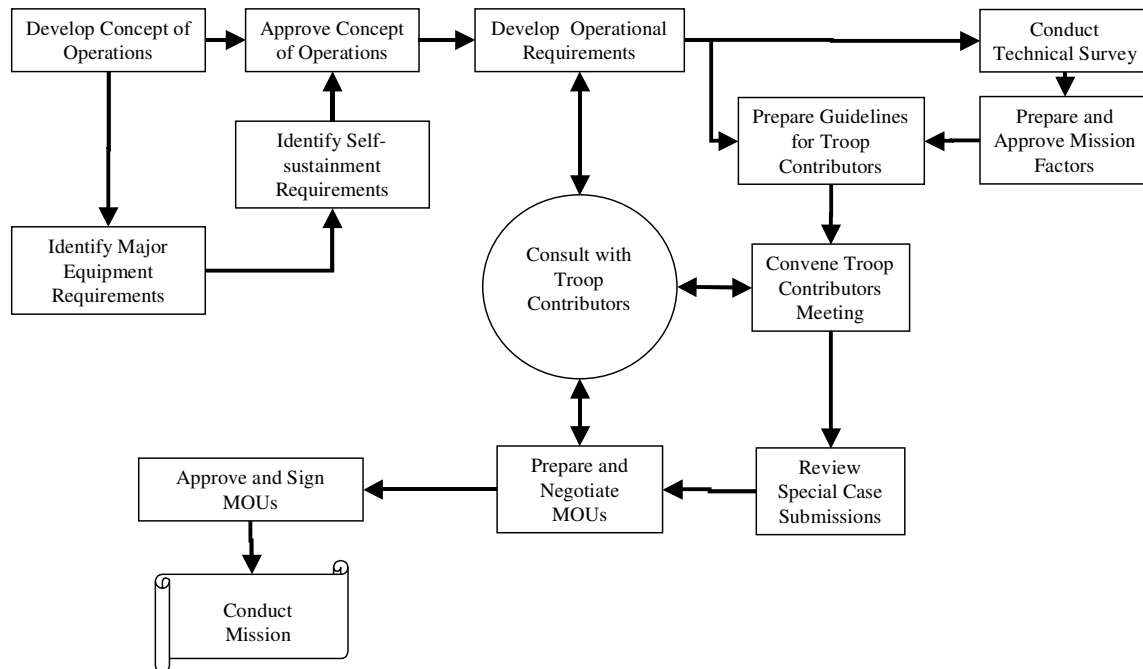 Develop Concept of
Operations
Approve Concept
of Operations
Develop Operational
Requirements
Conduct
Technical Survey
Identify Self-
sustainment
Requirements
Prepare Guidelines
for Troop
Contributors
Prepare and
Approve Mission
Factors
Identify Major
Equipment
Requirements
Consult with
Troop
Contributors
Convene Troop
Contributors
Meeting
Approve and Sign
MOUs
Prepare and
Negotiate
MOUs
Review
Special Case
Submissions
Conduct
Mission